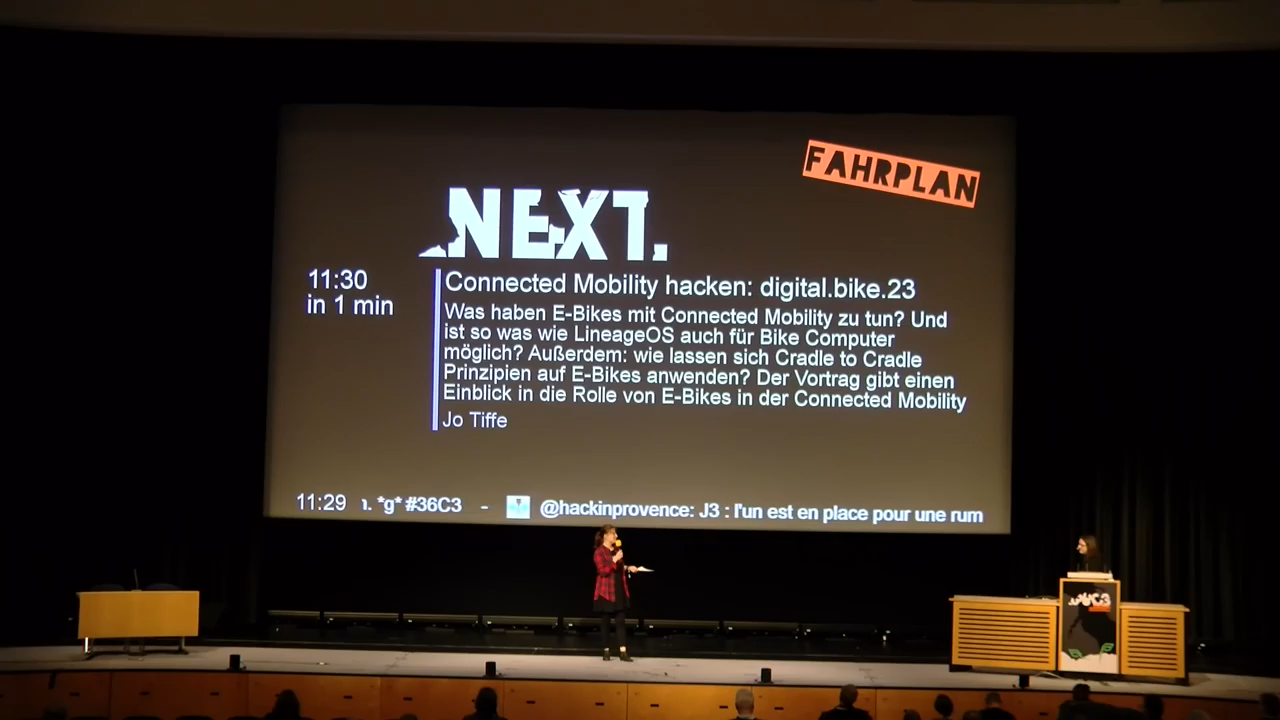 FAHRPLAN
NEXT.
11:30
in 1 min
Connected Mobility hacken: digital.bike.23
Was haben E-Bikes mit Connected Mobility zu tun? Und
ist so was wie LineageOS auch für Bike Computer
möglich? Außerdem: wie lassen sich Cradle to Cradle
Prinzipien auf E-Bikes anwenden? Der Vortrag gibt einen
Einblick in die Rolle von E-Bikes in der Connected Mobility
Jo Tiffe
11:29 *g* #36C3 - @hackinprovence: J3 : l'un est en place pour une rum
36C3